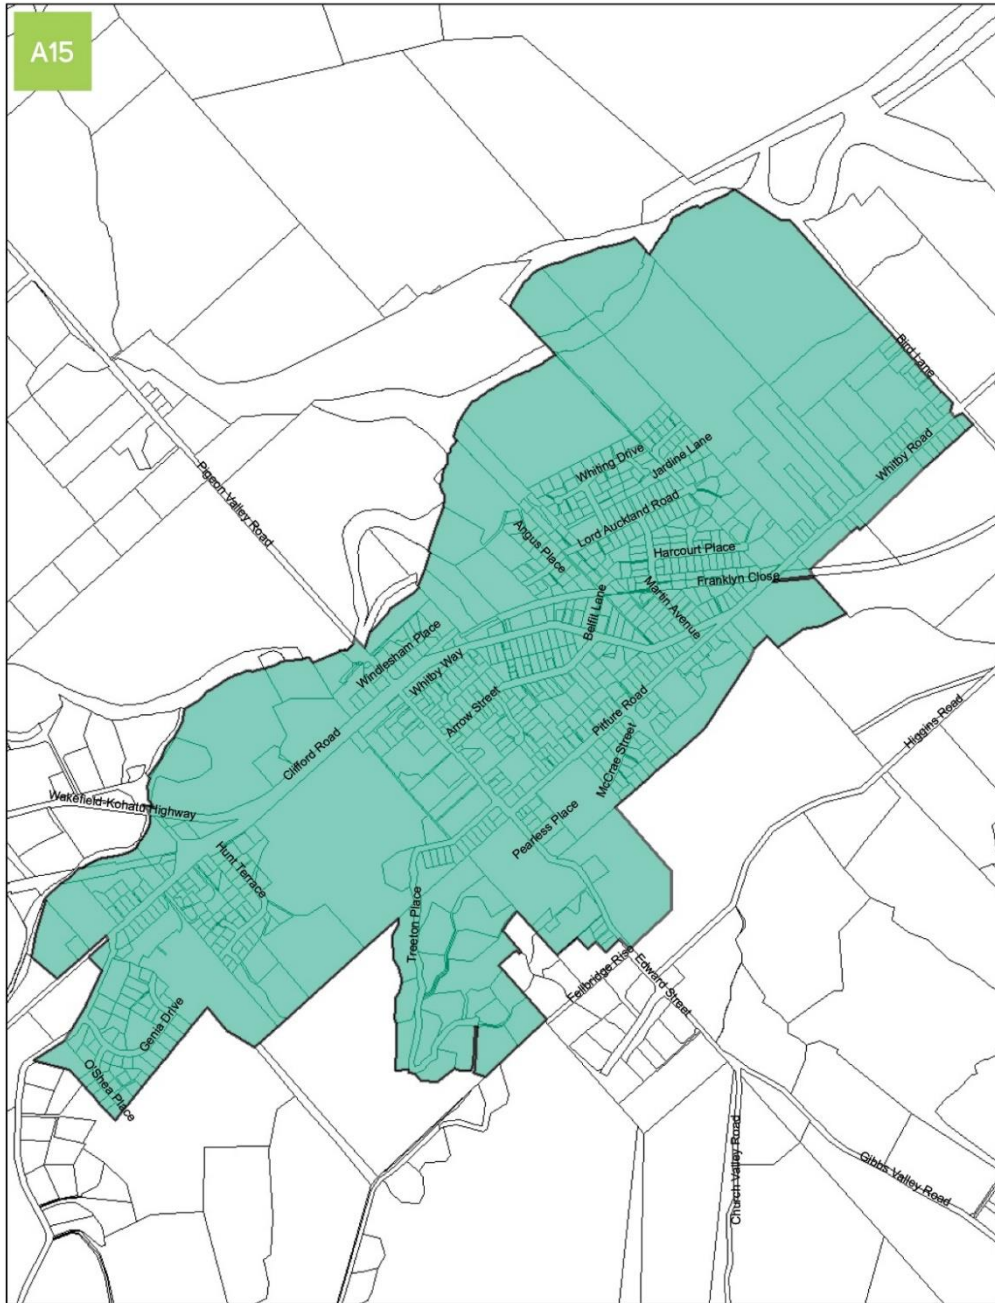 A15
Bird Lane
Whiting Drive
Jardine Lane
Whitby Road
Pigeon Valley Road
Lord Auckland Road
Angus Place
Harcourt Place
Franklyn Close
Belfit Lane
Martin Avenue
Windlesham Place
Whitby Way
Arrow Street
Pitfure Road
Higgins Road
Clifford Road
McCrae Street
Wakefield-Kohatu Highway
Pearless Place
Hunt Terrace
Treeton Place
Fellbridge Rise
Edward Street
Genia Drive
O'Shea Place
Church Valley Road
Gibbs Valley Road